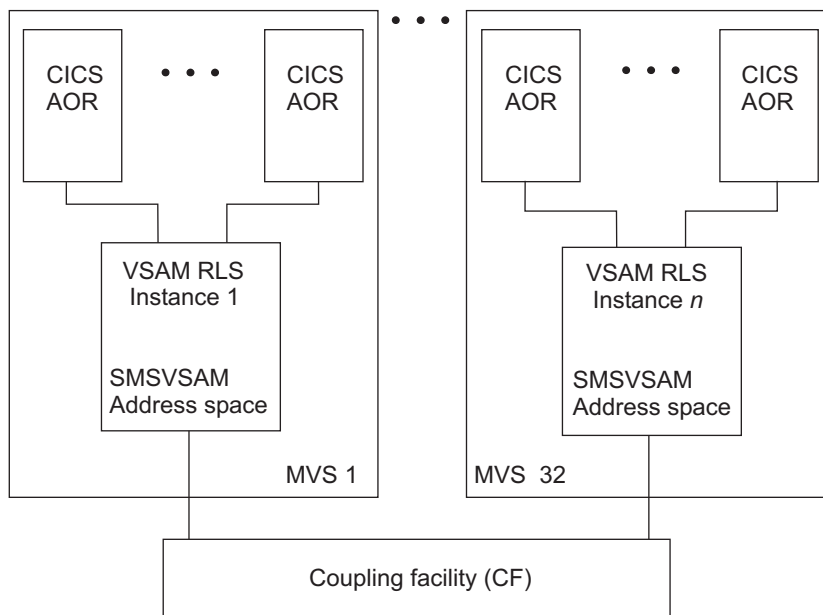 CICS
AOR
CICS
AOR
CICS
AOR
CICS
AOR
VSAM RLS
Instance 1
SMSVSAM
Address space
MVS 1
VSAM RLS
Instance n
SMSVSAM
Address space
MVS 32
Coupling facility (CF)